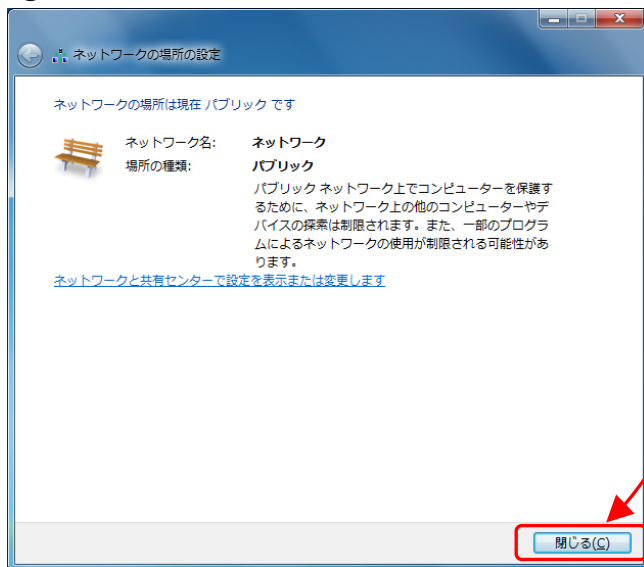 ネットワークの場所の設定
ネットワークの場所は現在 パブリック です
ネットワーク名: ネットワーク
場所の種類: パブリック
パブリック ネットワーク上でコンピューターを保護す
るために、ネットワーク上の他のコンピューターやデ
バイスの探索は制限されます。また、一部のプログラ
ムによるネットワークの使用が制限される可能性があ
ります。
ネットワークと共有センターで設定を表示または変更します
閉じる(C)